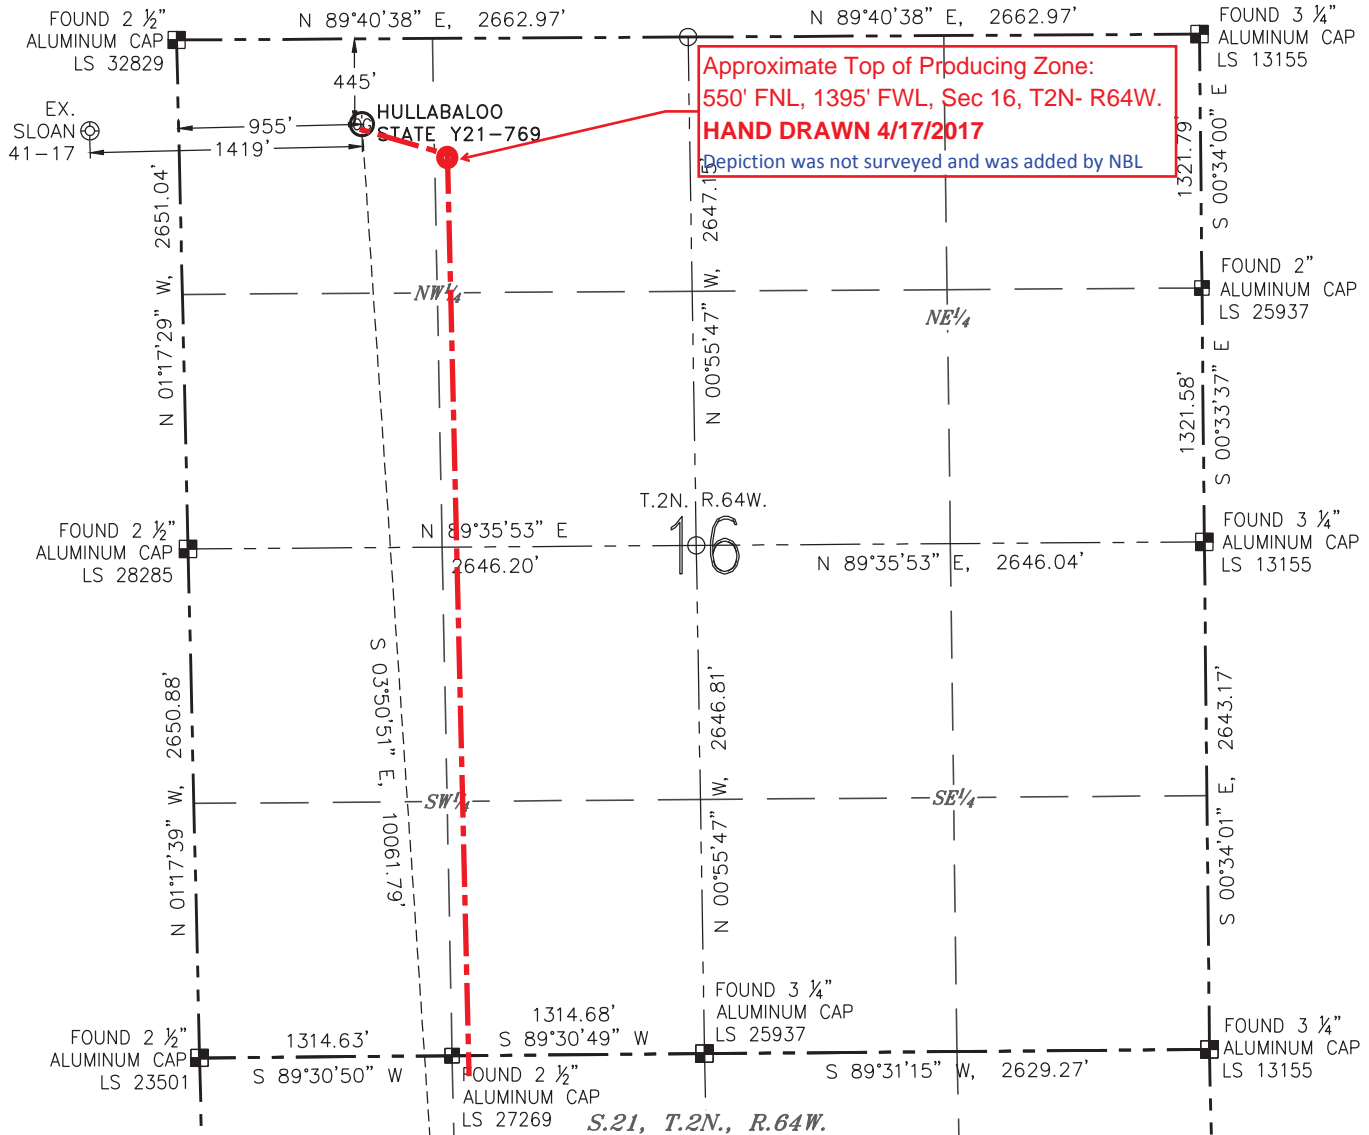 FOUND 2 ½"
ALUMINUM CAP
LS 32829
N 89°40'38" E, 2662.97'
N 89°40'38" E, 2662.97'
FOUND 3 ¼"
ALUMINUM CAP
LS 13155
445'
EX.
SLOAN
41-17
955'
1419'
HULLABALOO
STATE Y21-769
OG
Approximate Top of Producing Zone:
550' FNL, 1395' FWL, Sec 16, T2N- R64W.
HAND DRAWN 4/17/2017
Depiction was not surveyed and was added by NBL
N 01°17'29" W, 2651.04'
N 00°55'47" W, 2647.15'
1321.79'
S 00°34'00" E
FOUND 2"
ALUMINUM CAP
LS 25937
NW¼
NE¼
1321.58'
S 00°33'37" E
T.2N. R.64W.
16
FOUND 2 ½"
ALUMINUM CAP
LS 28285
N 89°35'53" E
2646.20'
N 89°35'53" E, 2646.04'
FOUND 3 ¼"
ALUMINUM CAP
LS 13155
N 01°17'39" W, 2650.88'
S 03°50'51" E, 10061.79'
N 00°55'47" W, 2646.81'
S 00°34'01" E, 2643.17'
SW¼
SE¼
FOUND 2 ½"
ALUMINUM CAP
LS 23501
1314.63'
S 89°30'50" W
1314.68'
S 89°30'49" W
FOUND 3 ¼"
ALUMINUM CAP
LS 25937
FOUND 2 ½"
ALUMINUM CAP
LS 27269
S 89°31'15" W, 2629.27'
FOUND 3 ¼"
ALUMINUM CAP
LS 13155
S.21, T.2N., R.64W.